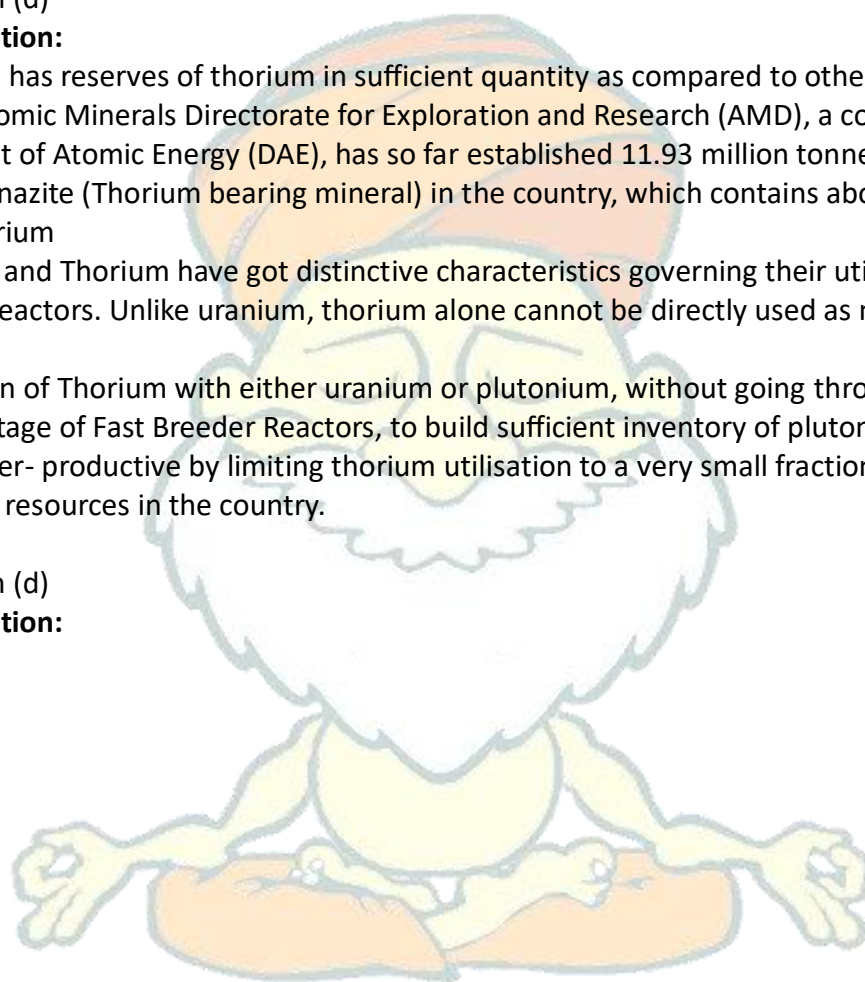 (d)
tion:
has reserves of thorium in sufficient quantity as compared to othe
omic Minerals Directorate for Exploration and Research (AMD), a co
t of Atomic Energy (DAE), has so far established 11.93 million tonne
nazite (Thorium bearing mineral) in the country, which contains abo
rium
and Thorium have got distinctive characteristics governing their uti
eactors. Unlike uranium, thorium alone cannot be directly used as
n of Thorium with either uranium or plutonium, without going thro
tage of Fast Breeder Reactors, to build sufficient inventory of pluton
er- productive by limiting thorium utilisation to a very small fraction
resources in the country.
(d)
tion: